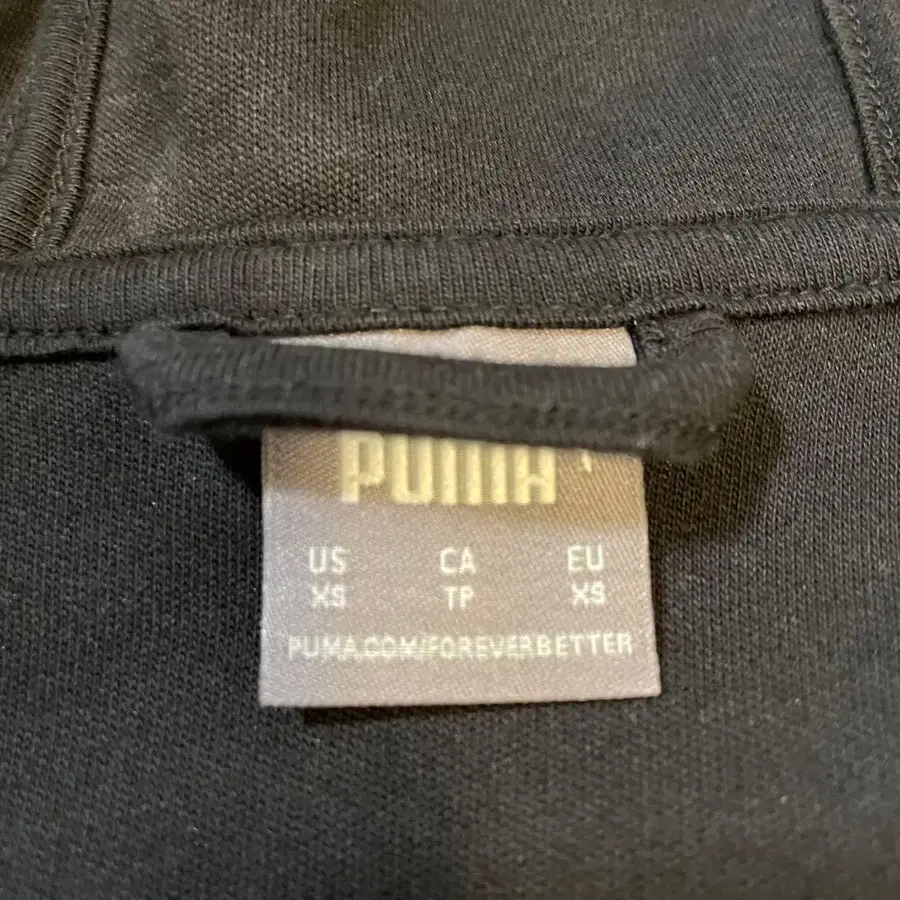 PUMA
US CA EU
XS TP XS
PUMA.COM/FOREVERBETTER